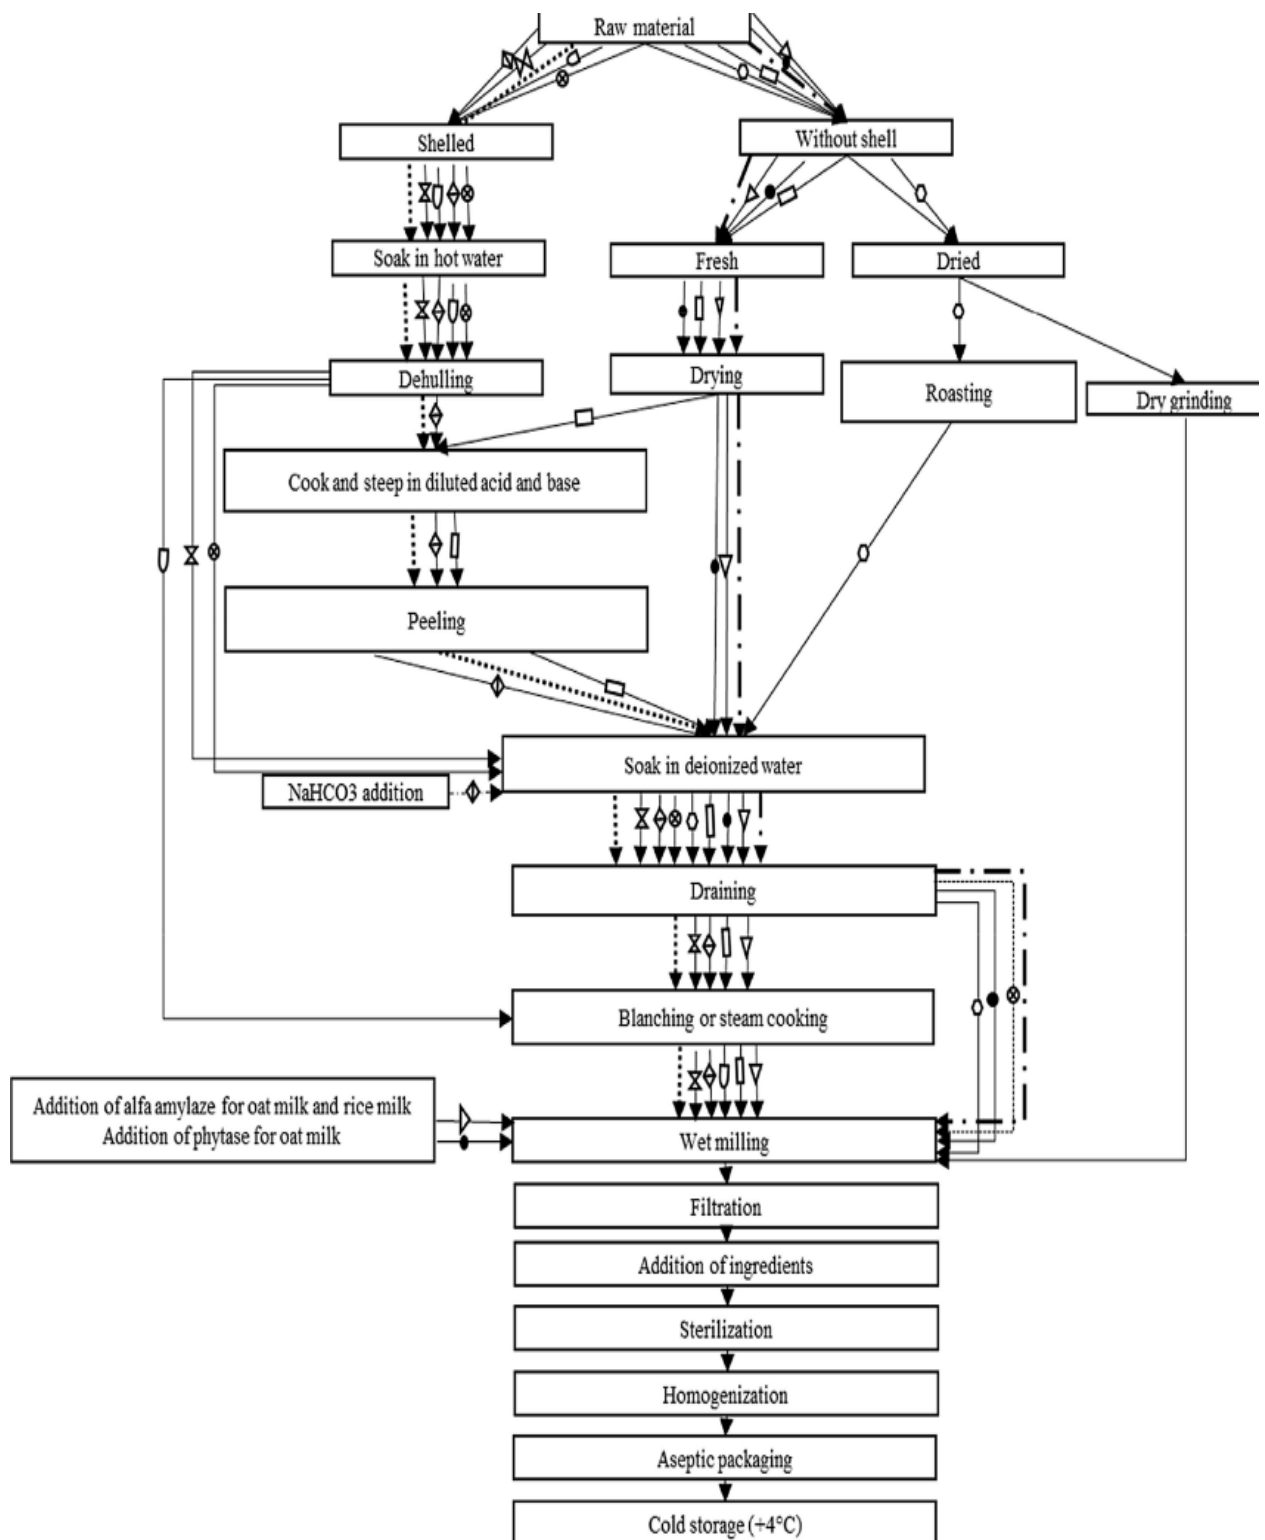 Raw material
Shelled
Without shell
Soak in hot water
Fresh
Dried
Dehulling
Drying
Roasting
Dry grinding
Cook and steep in diluted acid and base
Peeling
Soak in deionized water
NaHCO3 addition
Draining
Blanching or steam cooking
Addition of alfa amylaze for oat milk and rice milk
Addition of phytase for oat milk
Wet milling
Filtration
Addition of ingredients
Sterilization
Homogenization
Aseptic packaging
Cold storage (+4°C)